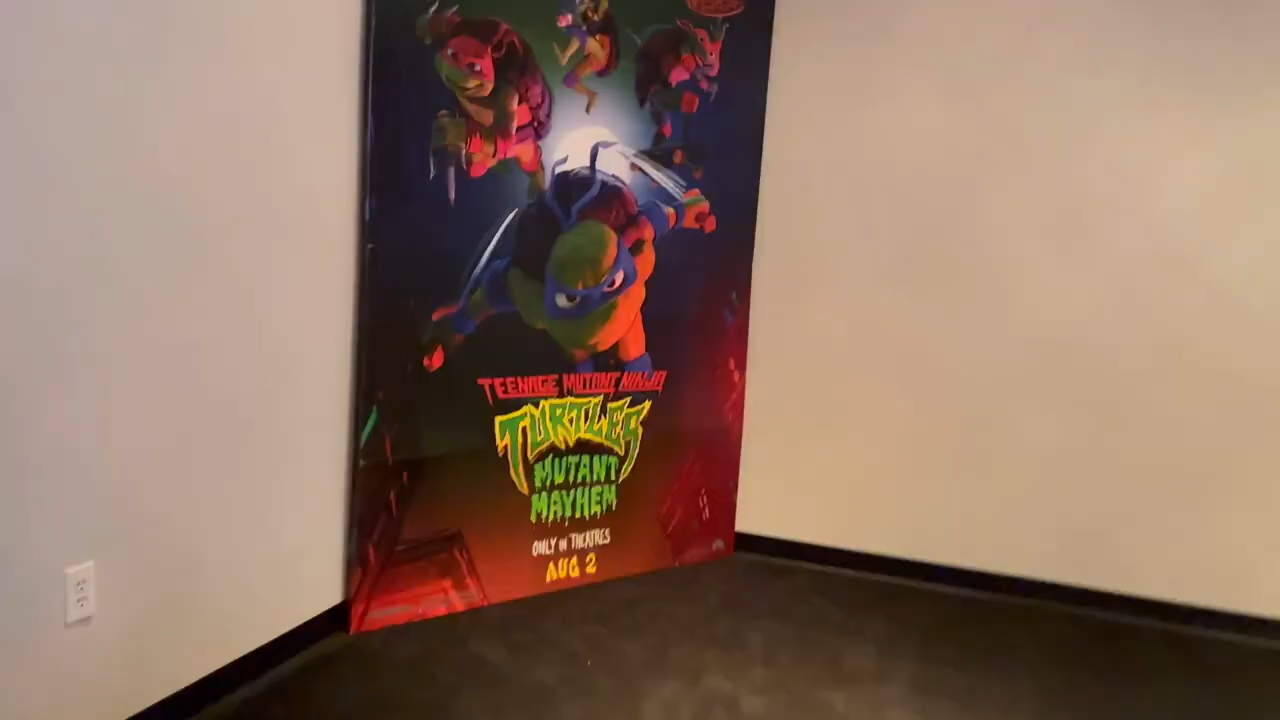 TEENAGE MUTANT NINJA
TURTLES
MUTANT
MAYHEM
ONLY IN THEATRES
AUG 2